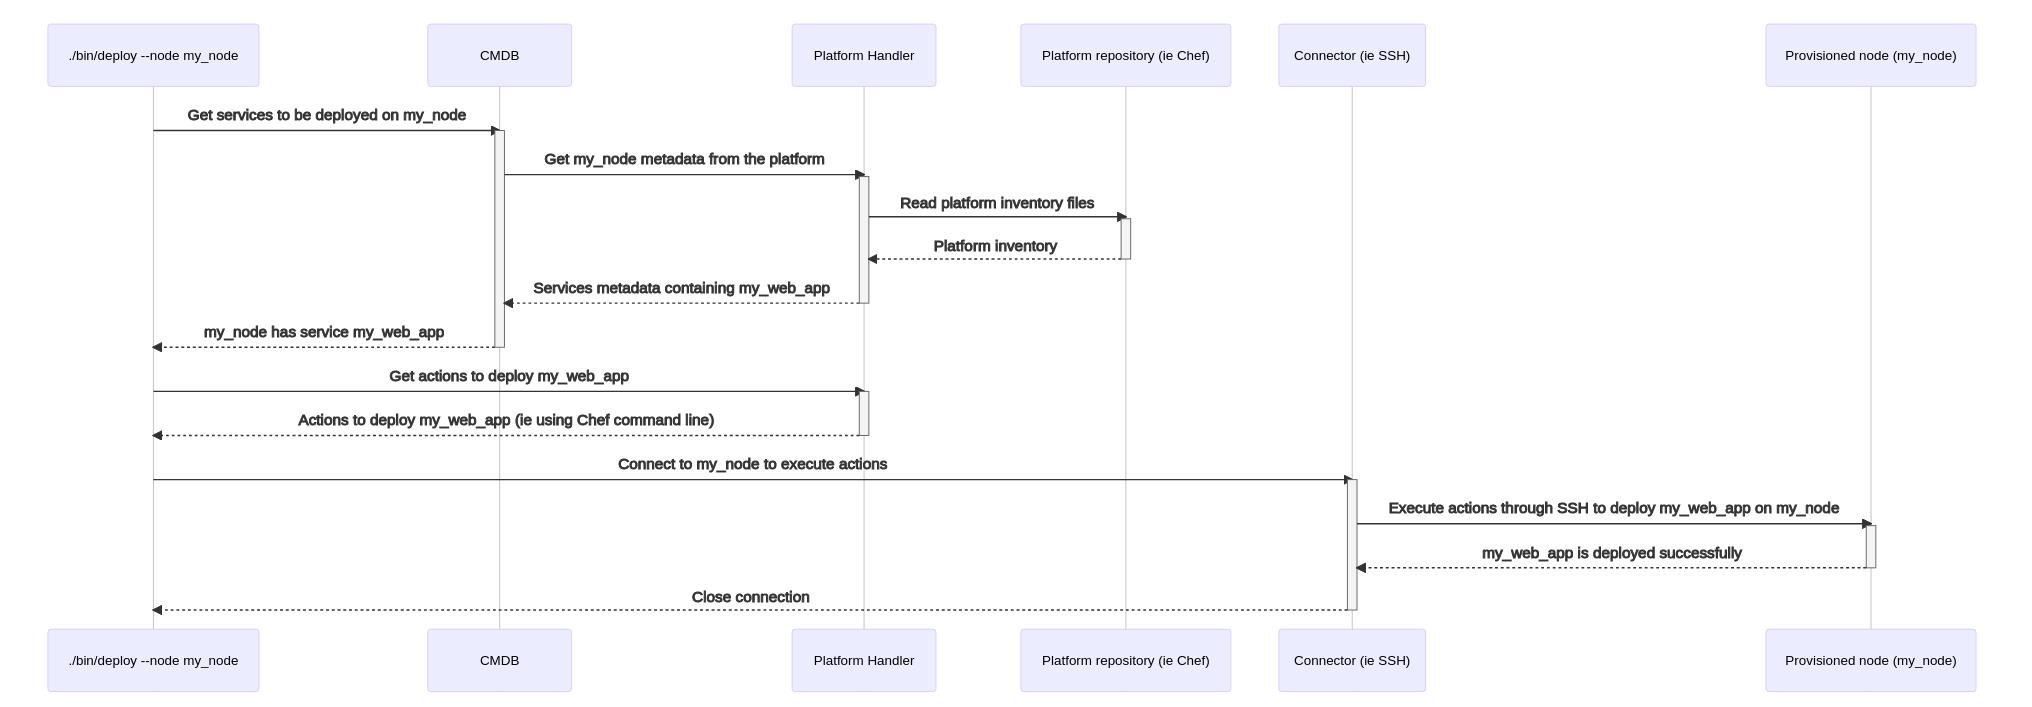 ./bin/deploy --node my_node
CMDB
Platform Handler
Platform repository (ie Chef)
Connector (ie SSH)
Provisioned node (my_node)
Get services to be deployed on my_node
Get my_node metadata from the platform
Read platform inventory files
Platform inventory
Services metadata containing my_web_app
my_node has service my_web_app
Get actions to deploy my_web_app
Actions to deploy my_web_app (ie using Chef command line)
Connect to my_node to execute actions
Execute actions through SSH to deploy my_web_app on my_node
my_web_app is deployed successfully
Close connection
./bin/deploy --node my_node
CMDB
Platform Handler
Platform repository (ie Chef)
Connector (ie SSH)
Provisioned node (my_node)